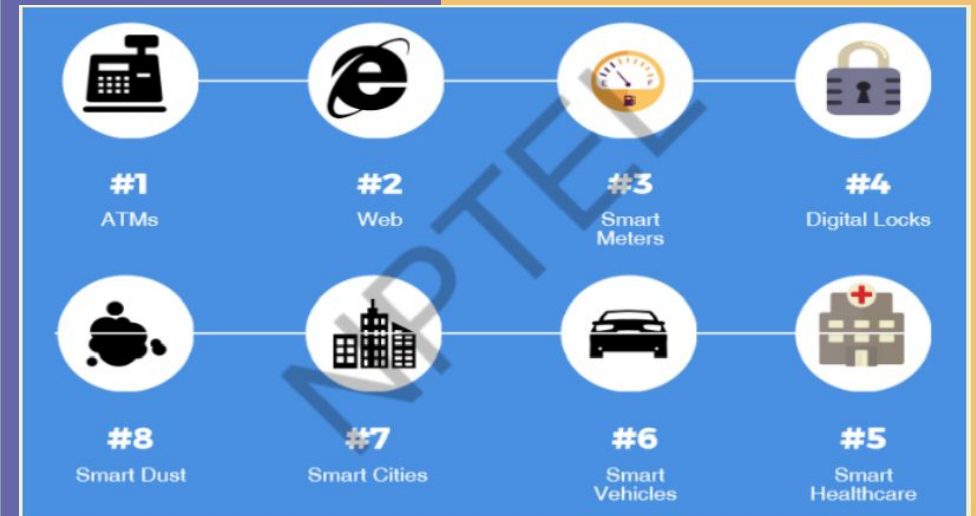 #1
ATMs
#2
Web
#3
Smart
Meters
#4
Digital Locks
#8
Smart Dust
#7
Smart Cities
#6
Smart
Vehicles
#5
Smart
Healthcare
NPTEL